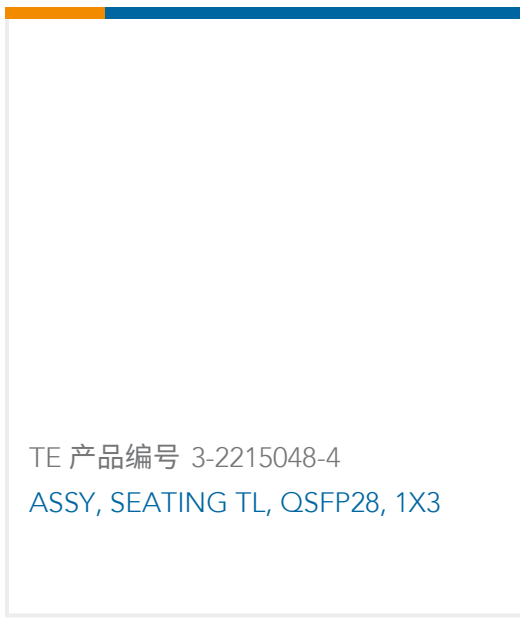 TE 产品编号 3-2215048-4
ASSY, SEATING TL, QSFP28, 1X3